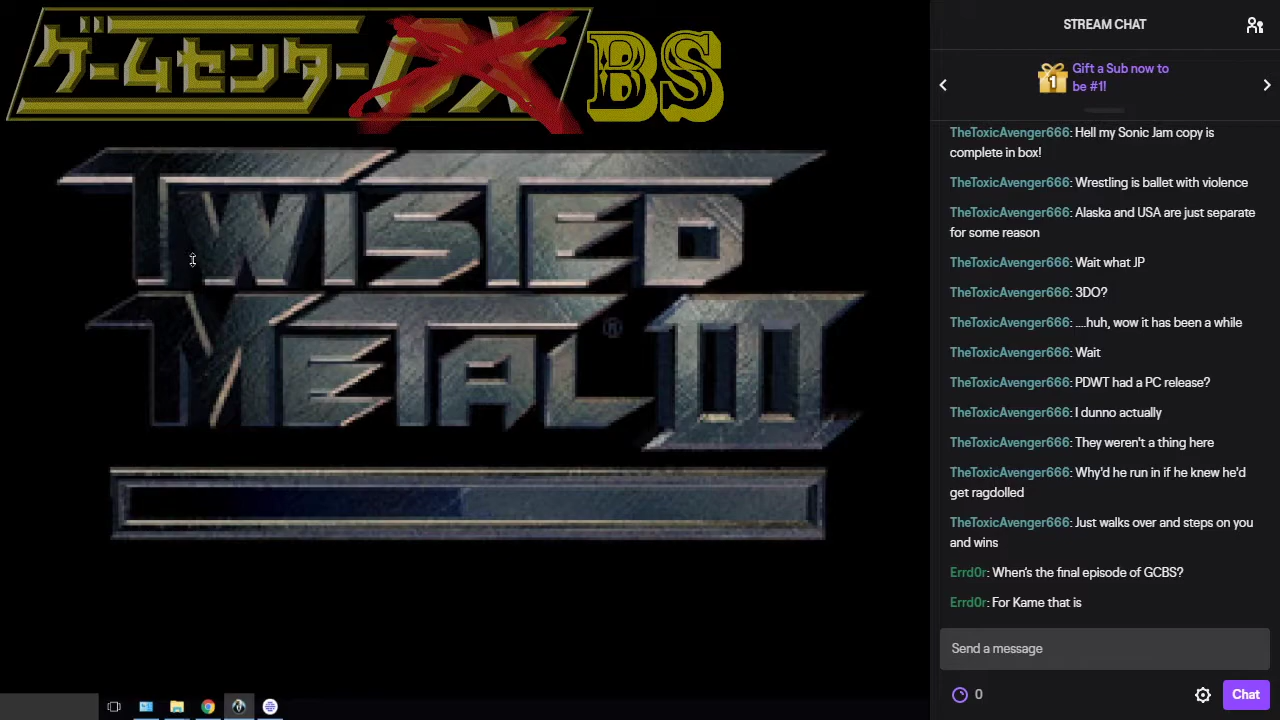 ゲームセンターDX BS
TWISTED
METAL III
®
STREAM CHAT
1
Gift a Sub now to
be #1!
TheToxicAvenger666: Hell my Sonic Jam copy is
complete in box!
TheToxicAvenger666: Wrestling is ballet with violence
TheToxicAvenger666: Alaska and USA are just separate
for some reason
TheToxicAvenger666: Wait what JP
TheToxicAvenger666: 3DO?
TheToxicAvenger666: ....huh, wow it has been a while
TheToxicAvenger666: Wait
TheToxicAvenger666: PDWT had a PC release?
TheToxicAvenger666: I dunno actually
TheToxicAvenger666: They weren't a thing here
TheToxicAvenger666: Why'd he run in if he knew he'd
get ragdolled
TheToxicAvenger666: Just walks over and steps on you
and wins
Errd0r: When's the final episode of GCBS?
Errd0r: For Kame that is
Send a message
0
Chat